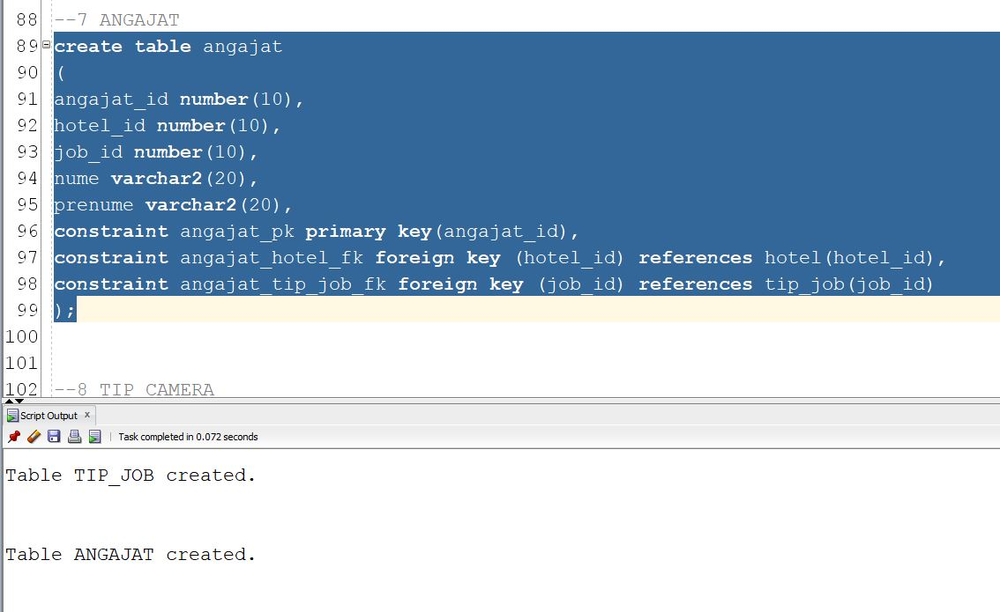 88 --7 ANGAJAT
89 create table angajat
90 (
91 angajat_id number(10),
92 hotel_id number(10),
93 job_id number(10),
94 nume varchar2(20),
95 prenume varchar2(20),
96 constraint angajat_pk primary key(angajat_id),
97 constraint angajat_hotel_fk foreign key (hotel_id) references hotel(hotel_id),
98 constraint angajat_tip_job_fk foreign key (job_id) references tip_job(job_id)
99 );
100
101
102 --8 TIP CAMERA
Script Output x
Task completed in 0.072 seconds
Table TIP_JOB created.
Table ANGAJAT created.